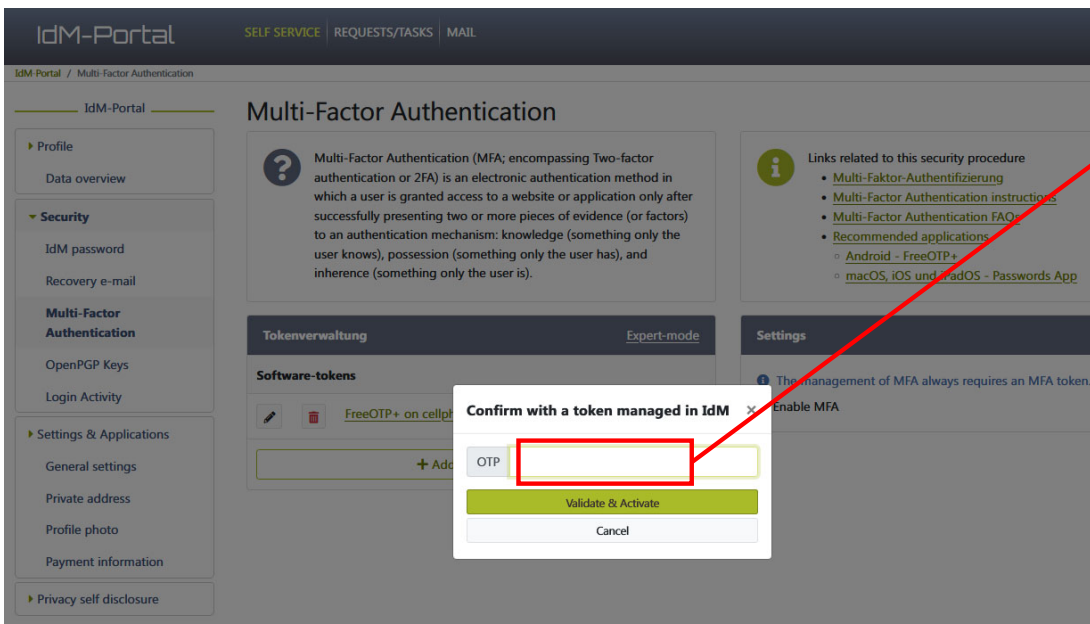 IdM-Portal
SELF SERVICE REQUESTS/TASKS MAIL
IdM-Portal / Multi-Factor Authentication
IdM-Portal
Profile
Data overview
Security
IdM password
Recovery e-mail
Multi-Factor
Authentication
OpenPGP Keys
Login Activity
Settings & Applications
General settings
Private address
Profile photo
Payment information
Privacy self disclosure
Multi-Factor Authentication
Multi-Factor Authentication (MFA; encompassing Two-factor
authentication or 2FA) is an electronic authentication method in
which a user is granted access to a website or application only after
successfully presenting two or more pieces of evidence (or factors)
to an authentication mechanism: knowledge (something only the
user knows), possession (something only the user has), and
inherence (something only the user is).
Links related to this security procedure
Multi-Faktor-Authentifizierung
Multi-Factor Authentication instructions
Multi-Factor Authentication FAQs
Recommended applications
Android - FreeOTP+
macOS, iOS und iPadOS - Passwords App
Tokenverwaltung Expert-mode
Software-tokens
FreeOTP+ on cellph
+ Add
Settings
The management of MFA always requires an MFA token.
Enable MFA
Confirm with a token managed in IdM ×
OTP
Validate & Activate
Cancel